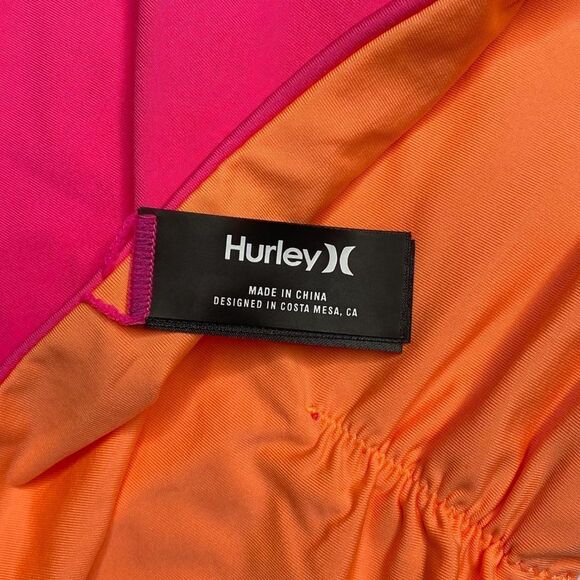 Hurley
MADE IN CHINA
DESIGNED IN COSTA MESA, CA